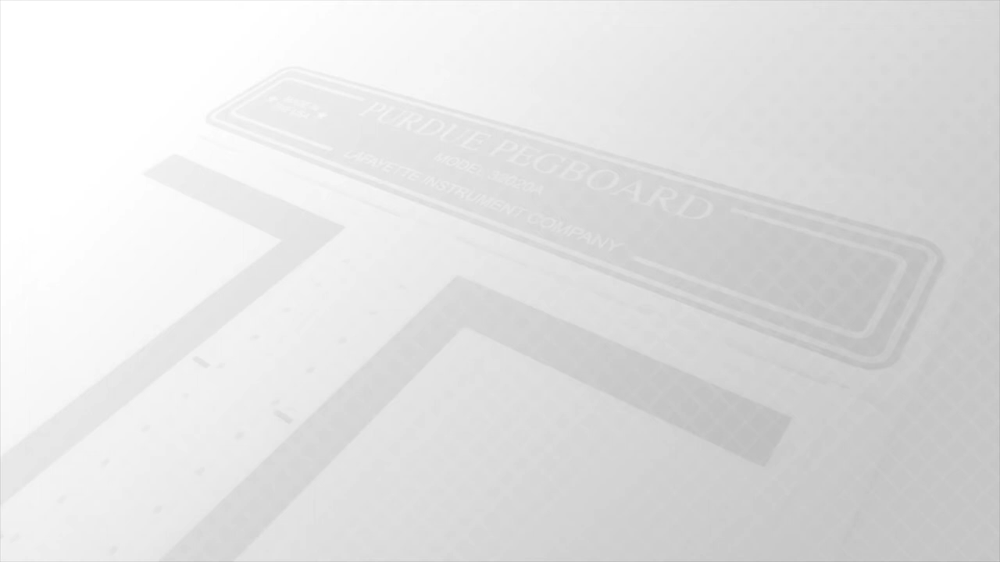 PURDUE PEGBOARD
MODEL 32020A
LAFAYETTE INSTRUMENT COMPANY